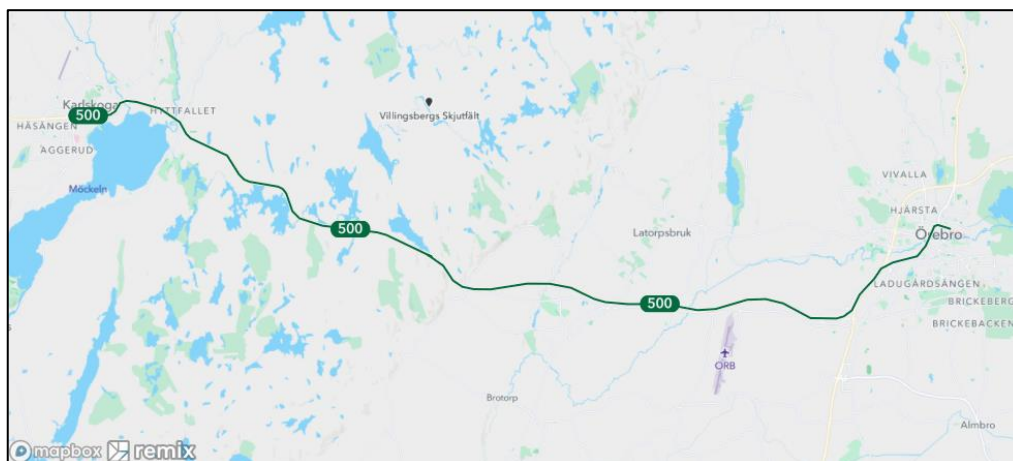 Karlskoga
500
HYTTFALLET
HÅSÄNGEN
AGGERUD
Möckeln
Villingsbergs Skjutfält
500
Latorpsbruk
500
VIVALLA
HJÄRSTA
Örebro
LADUGÅRDSÄNGEN
BRICKEBERG
BRICKEBACKEN
ORB
Brotorp
Almbro
mapbox remix